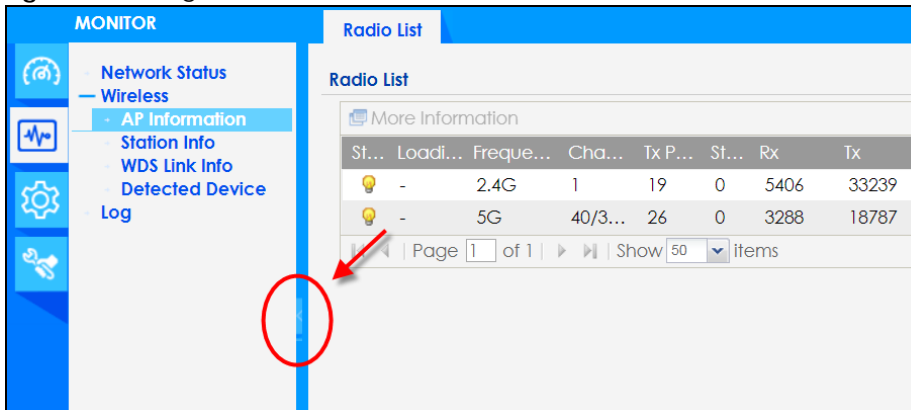 MONITOR
Radio List
Network Status
Wireless
AP Information
Station Info
WDS Link Info
Detected Device
Log
Radio List
More Information
St... Loadi... Freque... Cha... Tx P... St... Rx Tx
- 2.4G 1 19 0 5406 33239
- 5G 40/3... 26 0 3288 18787
Page 1 of 1 Show 50 items